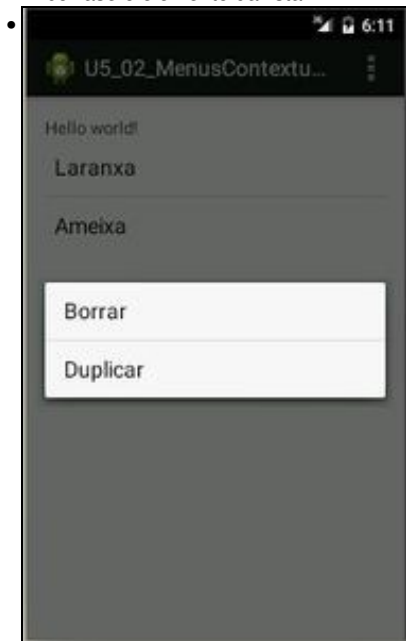 6:11
U5_02_MenusContextu...
Hello world!
Laranxa
Ameixa
Borrar
Duplicar